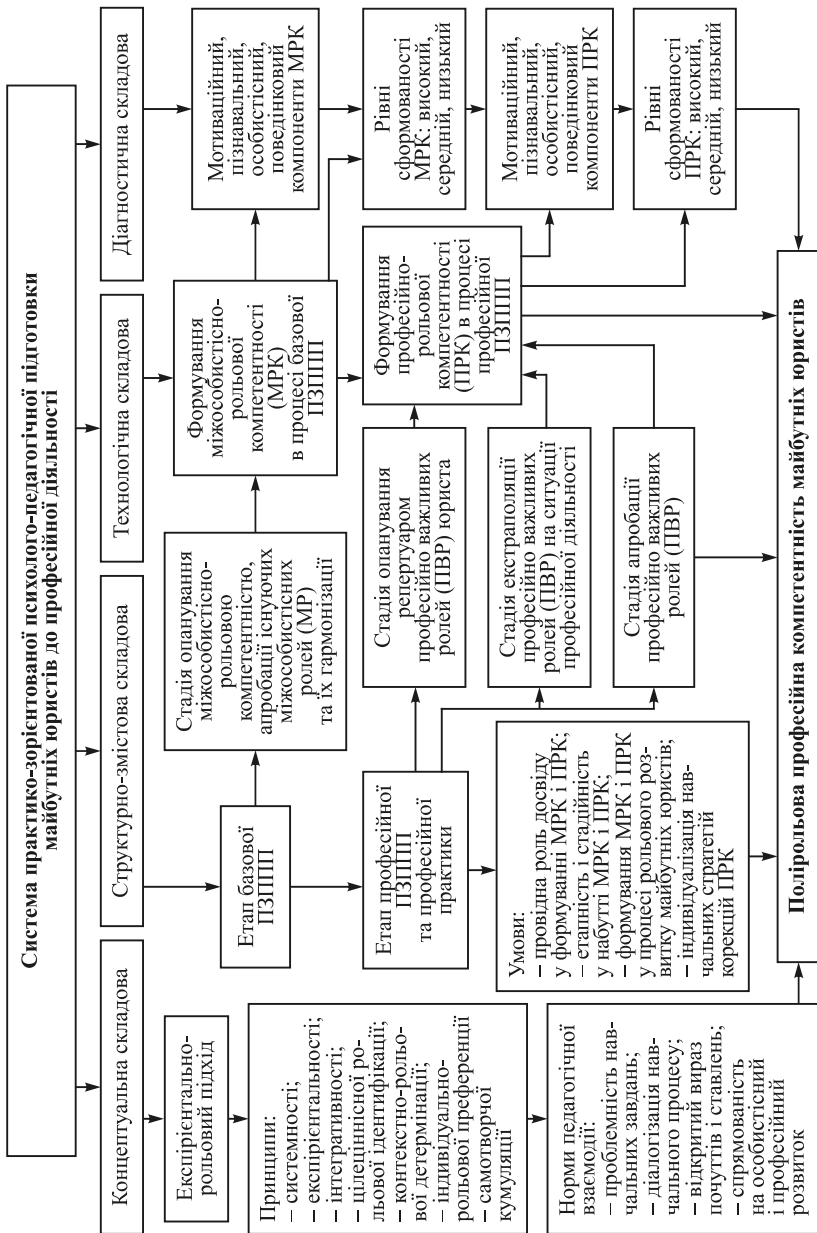 Система практико-зорієнтованої психолого-педагогічної підготовки
майбутніх юристів до професійної діяльності
Концептуальна складова
Структурно-змістова складова
Технологічна складова
Діагностична складова
Експірієнтально-
рольовий підхід
Принципи:
– системності;
– експірієнтальності;
– інтегративності;
– цілеціннісної ро-
льової ідентифікації;
– контекстно-рольо-
вої детермінації;
– індивідуально-
рольової преференції
– самотворчої
кумуляції
Норми педагогічної
взаємодії:
– проблемність нав-
чальних завдань;
– діалогізація нав-
чального процесу;
– відкритий вираз
почуттів і ставлень;
– спрямованість
на особистісний
і професійний
розвиток
Етап базової
ПЗППП
Етап професійної
ПЗППП
та професійної
практики
Умови:
– провідна роль досвіду
у формуванні МРК і ПРК;
– етапність і стадійність
у набутті МРК і ПРК;
– формування МРК і ПРК
у процесі рольового роз-
витку майбутніх юристів;
– індивідуалізація нав-
чальних стратегій
корекцій ПРК
Стадія опанування
міжособистісно-
рольовою
компетентністю,
апробації існуючих
міжособистісних
ролей (МР)
та їх гармонізації
Стадія опанування
репертуаром
професійно важливих
ролей (ПВР) юриста
Стадія екстраполяції
професійно важливих
ролей (ПВР) на ситуації
професійної діяльності
Стадія апробації
професійно важливих
ролей (ПВР)
Формування
міжособистісно-
рольової
компетентності
(МРК)
в процесі базової
ПЗППП
Формування
професійно-
рольової
компетентності
(ПРК) в процесі
професійної
ПЗППП
Мотиваційний,
пізнавальний,
особистісний,
поведінковий
компоненти МРК
Рівні
сформованості
МРК: високий,
середній, низький
Мотиваційний,
пізнавальний,
особистісний,
поведінковий
компоненти ПРК
Рівні
сформованості
ПРК: високий,
середній, низький
Полірольова професійна компетентність майбутніх юристів